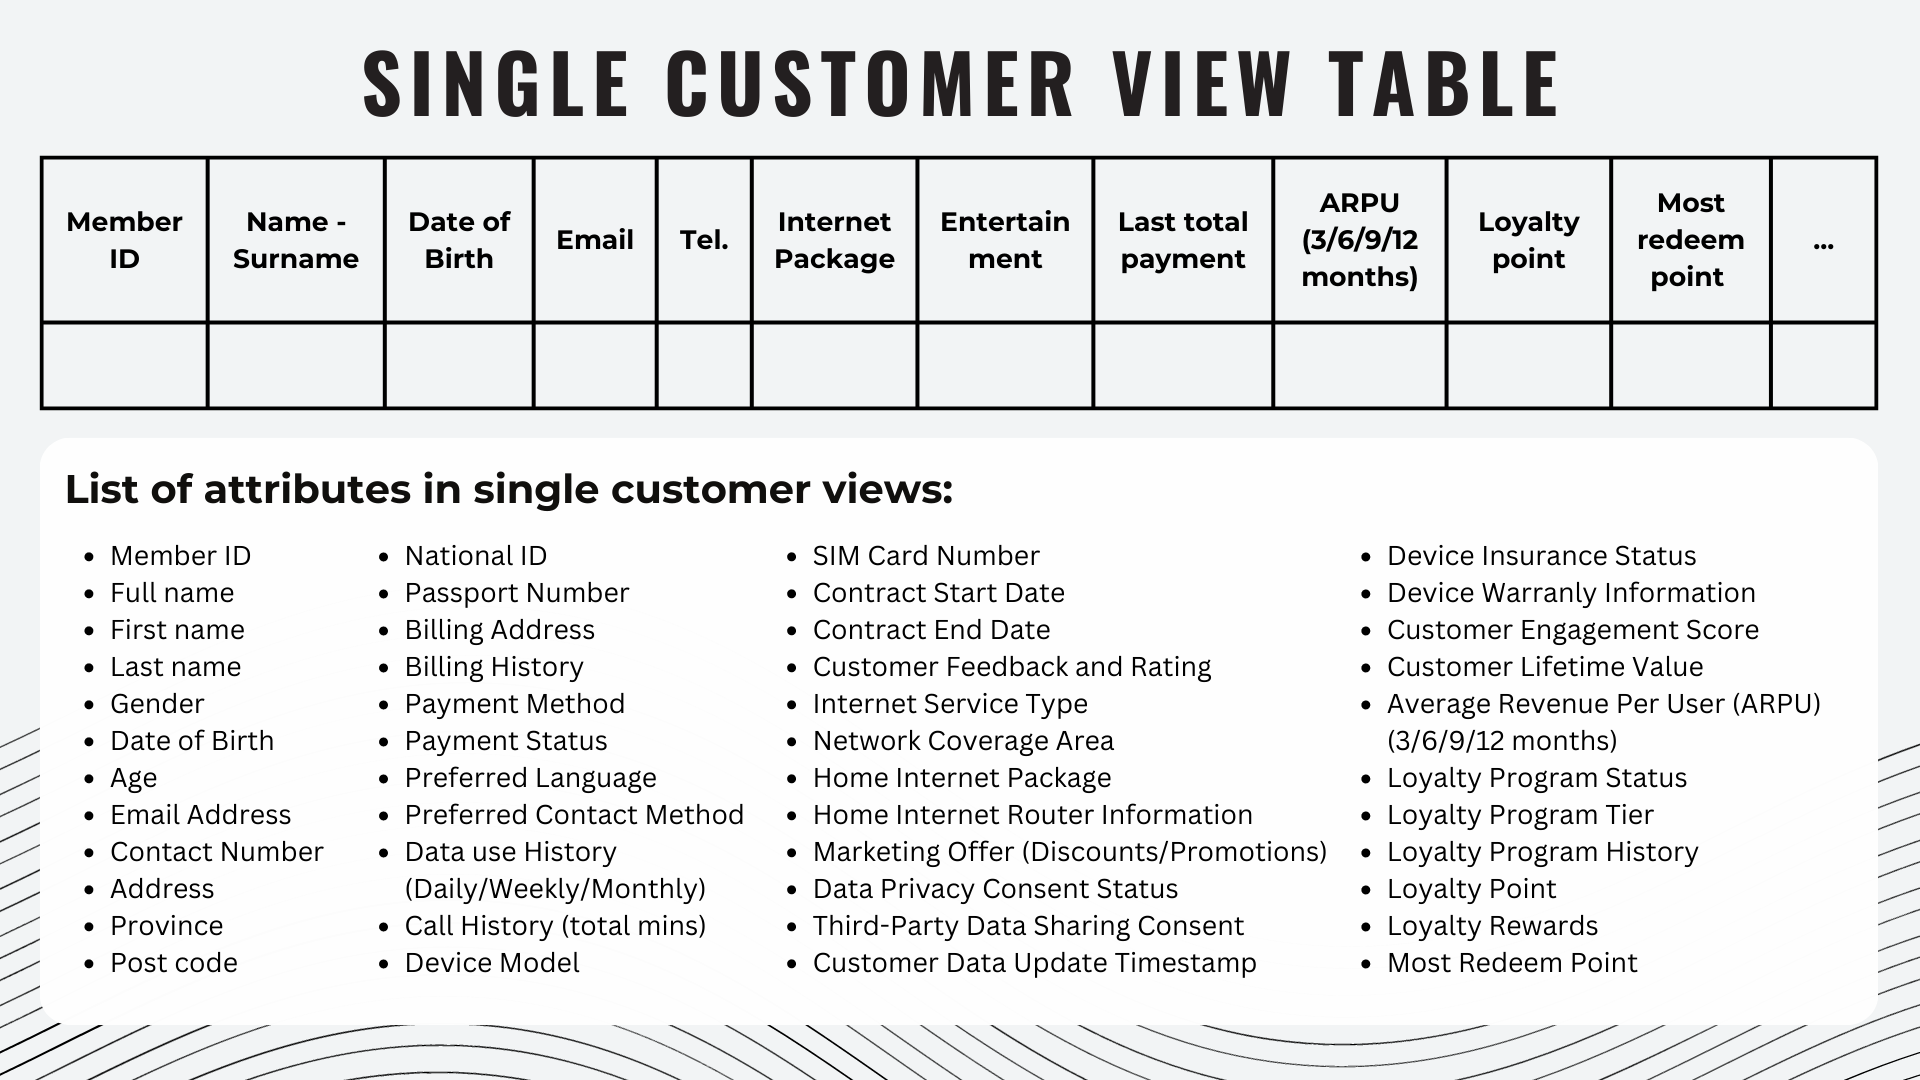 SINGLE CUSTOMER VIEW TABLE
Member
ID
Name -
Surname
Date of
Birth
Email
Tel.
Internet
Package
Entertain
ment
Last total
payment
ARPU
(3/6/9/12
months)
Loyalty
point
Most
redeem
point
...
List of attributes in single customer views:
• Member ID
• Full name
• First name
• Last name
• Gender
• Date of Birth
• Age
• Email Address
• Contact Number
• Address
• Province
• Post code
• National ID
• Passport Number
• Billing Address
• Billing History
• Payment Method
• Payment Status
• Preferred Language
• Preferred Contact Method
• Data use History
(Daily/Weekly/Monthly)
• Call History (total mins)
• Device Model
• SIM Card Number
• Contract Start Date
• Contract End Date
• Customer Feedback and Rating
• Internet Service Type
• Network Coverage Area
• Home Internet Package
• Home Internet Router Information
• Marketing Offer (Discounts/Promotions)
• Data Privacy Consent Status
• Third-Party Data Sharing Consent
• Customer Data Update Timestamp
• Device Insurance Status
• Device Warranly Information
• Customer Engagement Score
• Customer Lifetime Value
• Average Revenue Per User (ARPU)
(3/6/9/12 months)
• Loyalty Program Status
• Loyalty Program Tier
• Loyalty Program History
• Loyalty Point
• Loyalty Rewards
• Most Redeem Point